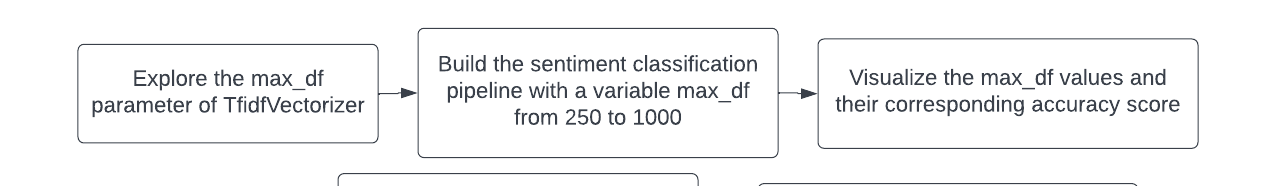 Explore the max_df
parameter of TfidfVectorizer
Build the sentiment classification
pipeline with a variable max_df
from 250 to 1000
Visualize the max_df values and
their corresponding accuracy score